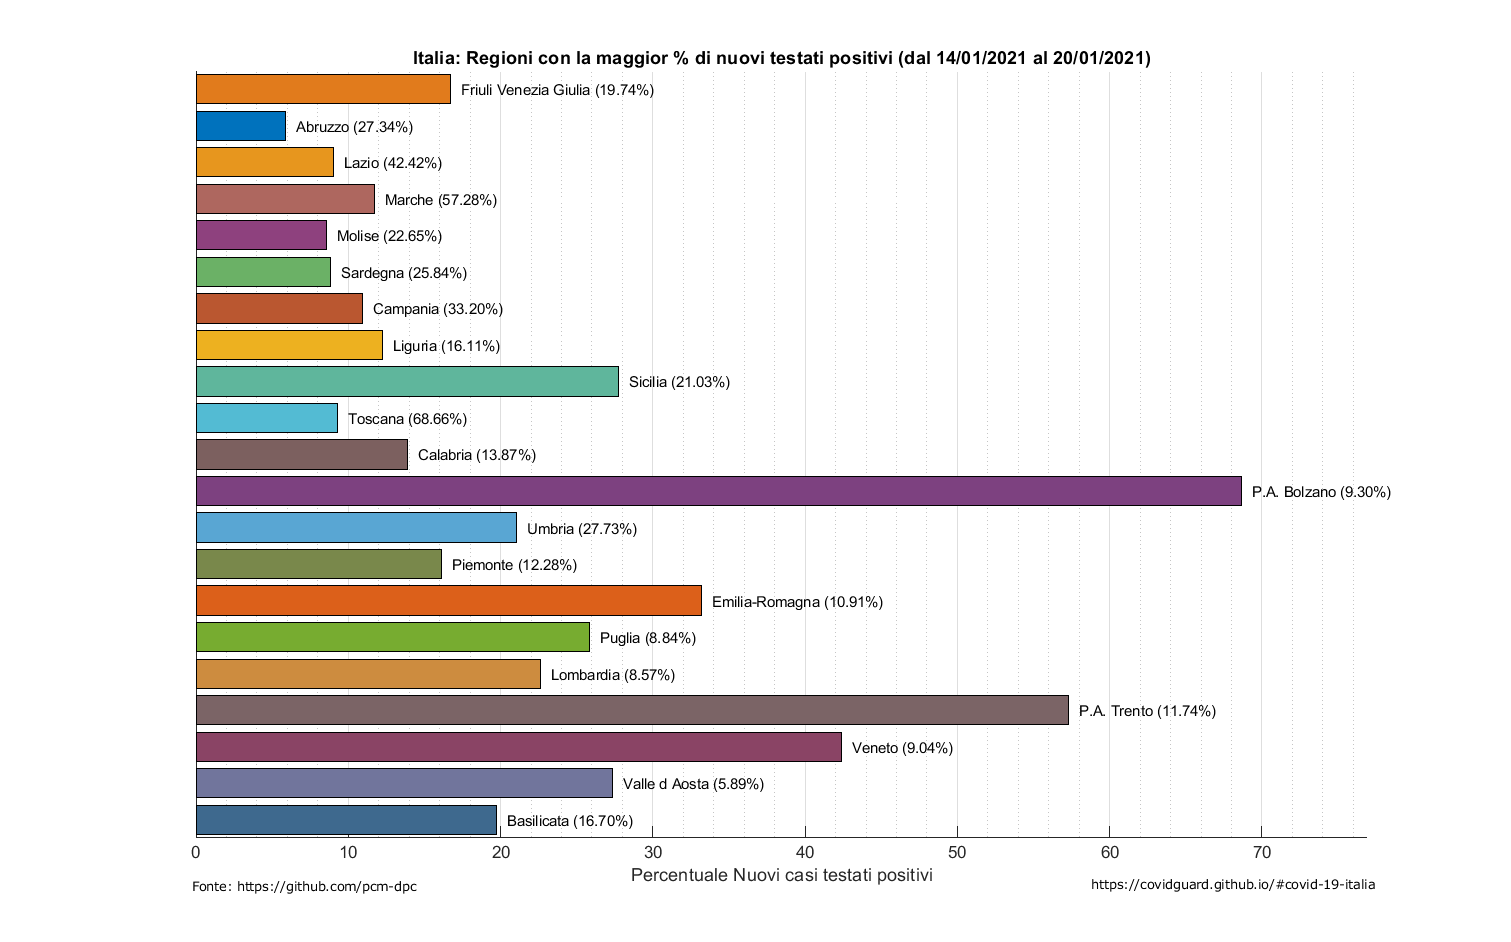 Italia: Regioni con la maggior % di nuovi testati positivi (dal 14/01/2021 al 20/01/2021)
Friuli Venezia Giulia (19.74%)
Abruzzo (27.34%)
Lazio (42.42%)
Marche (57.28%)
Molise (22.65%)
Sardegna (25.84%)
Campania (33.20%)
Liguria (16.11%)
Sicilia (21.03%)
Toscana (68.66%)
Calabria (13.87%)
P.A. Bolzano (9.30%)
Umbria (27.73%)
Piemonte (12.28%)
Emilia-Romagna (10.91%)
Puglia (8.84%)
Lombardia (8.57%)
P.A. Trento (11.74%)
Veneto (9.04%)
Valle d Aosta (5.89%)
Basilicata (16.70%)
0 10 20 30 40 50 60 70
Percentuale Nuovi casi testati positivi
Fonte: https://github.com/pcm-dpc
https://covidguard.github.io/#covid-19-italia